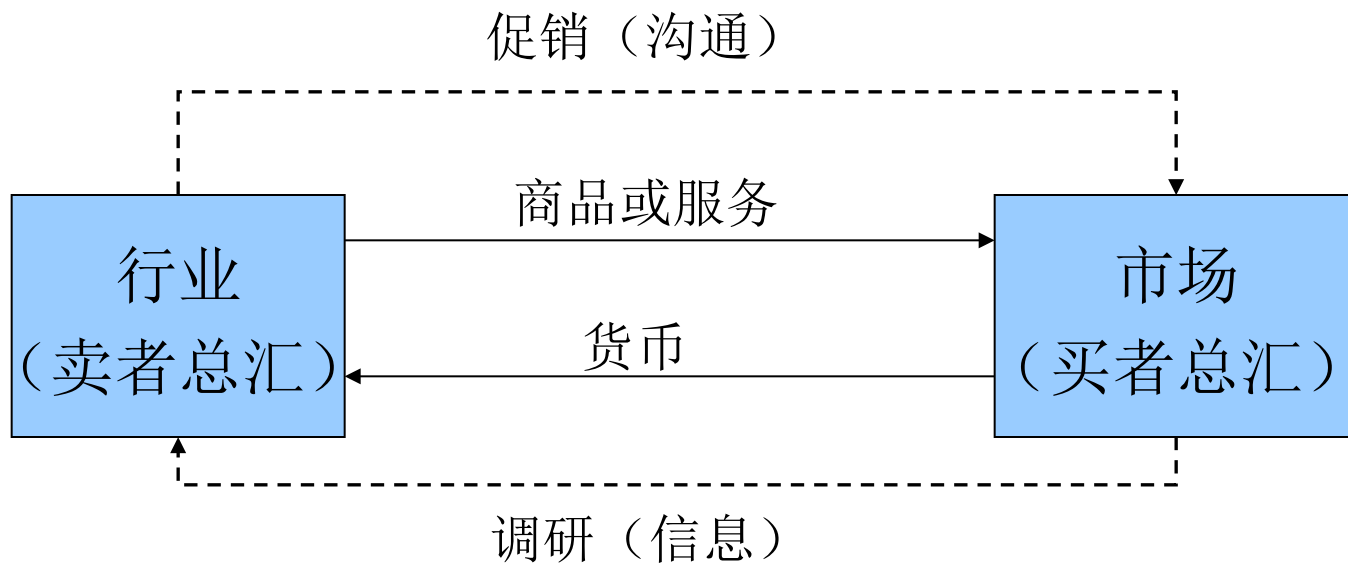 促销（沟通）
商品或服务
行业
（卖者总汇）
市场
（买者总汇）
货币
调研（信息）